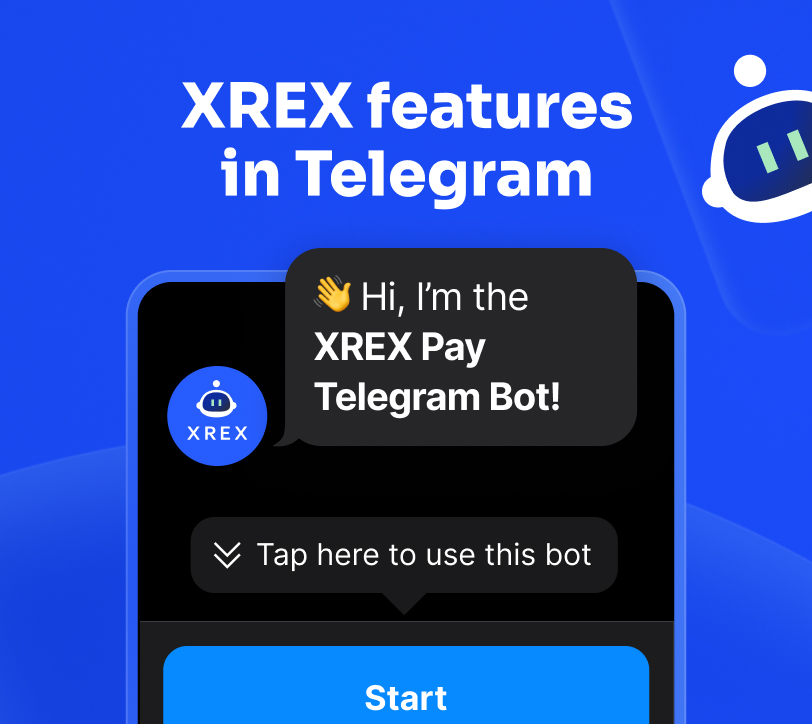 XREX features
in Telegram
👋 Hi, I'm the
XREX Pay
Telegram Bot!
XREX
Tap here to use this bot
Start